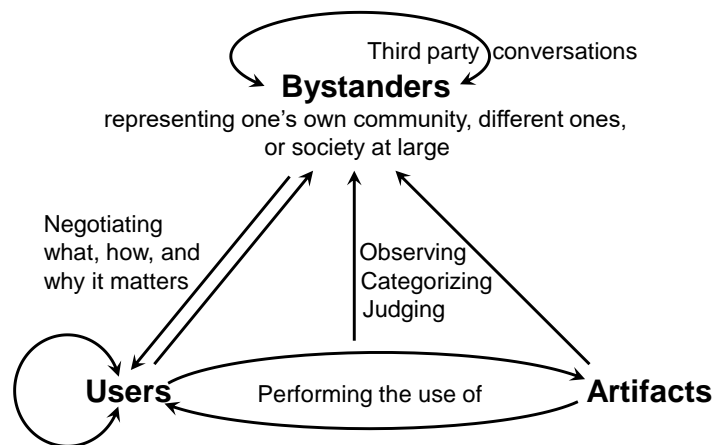 Third party conversations
Bystanders
representing one’s own community, different ones,
or society at large
Negotiating
what, how, and
why it matters
Observing
Categorizing
Judging
Users
Performing the use of
Artifacts